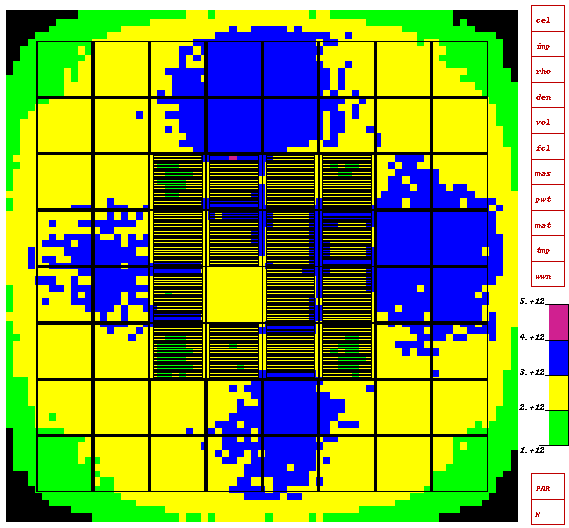 cel
imp
rho
den
vol
fcl
mas
pwt
mat
tmp
wwn
5.+12
4.+12
3.+12
2.+12
1.+12
PAR
N